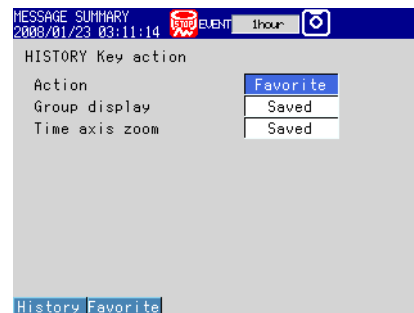 MESSAGE SUMMARY
2008/01/23 03:11:14 STOP EVENT 1hour
HISTORY Key action
Action Favorite
Group display Saved
Time axis zoom Saved
History Favorite